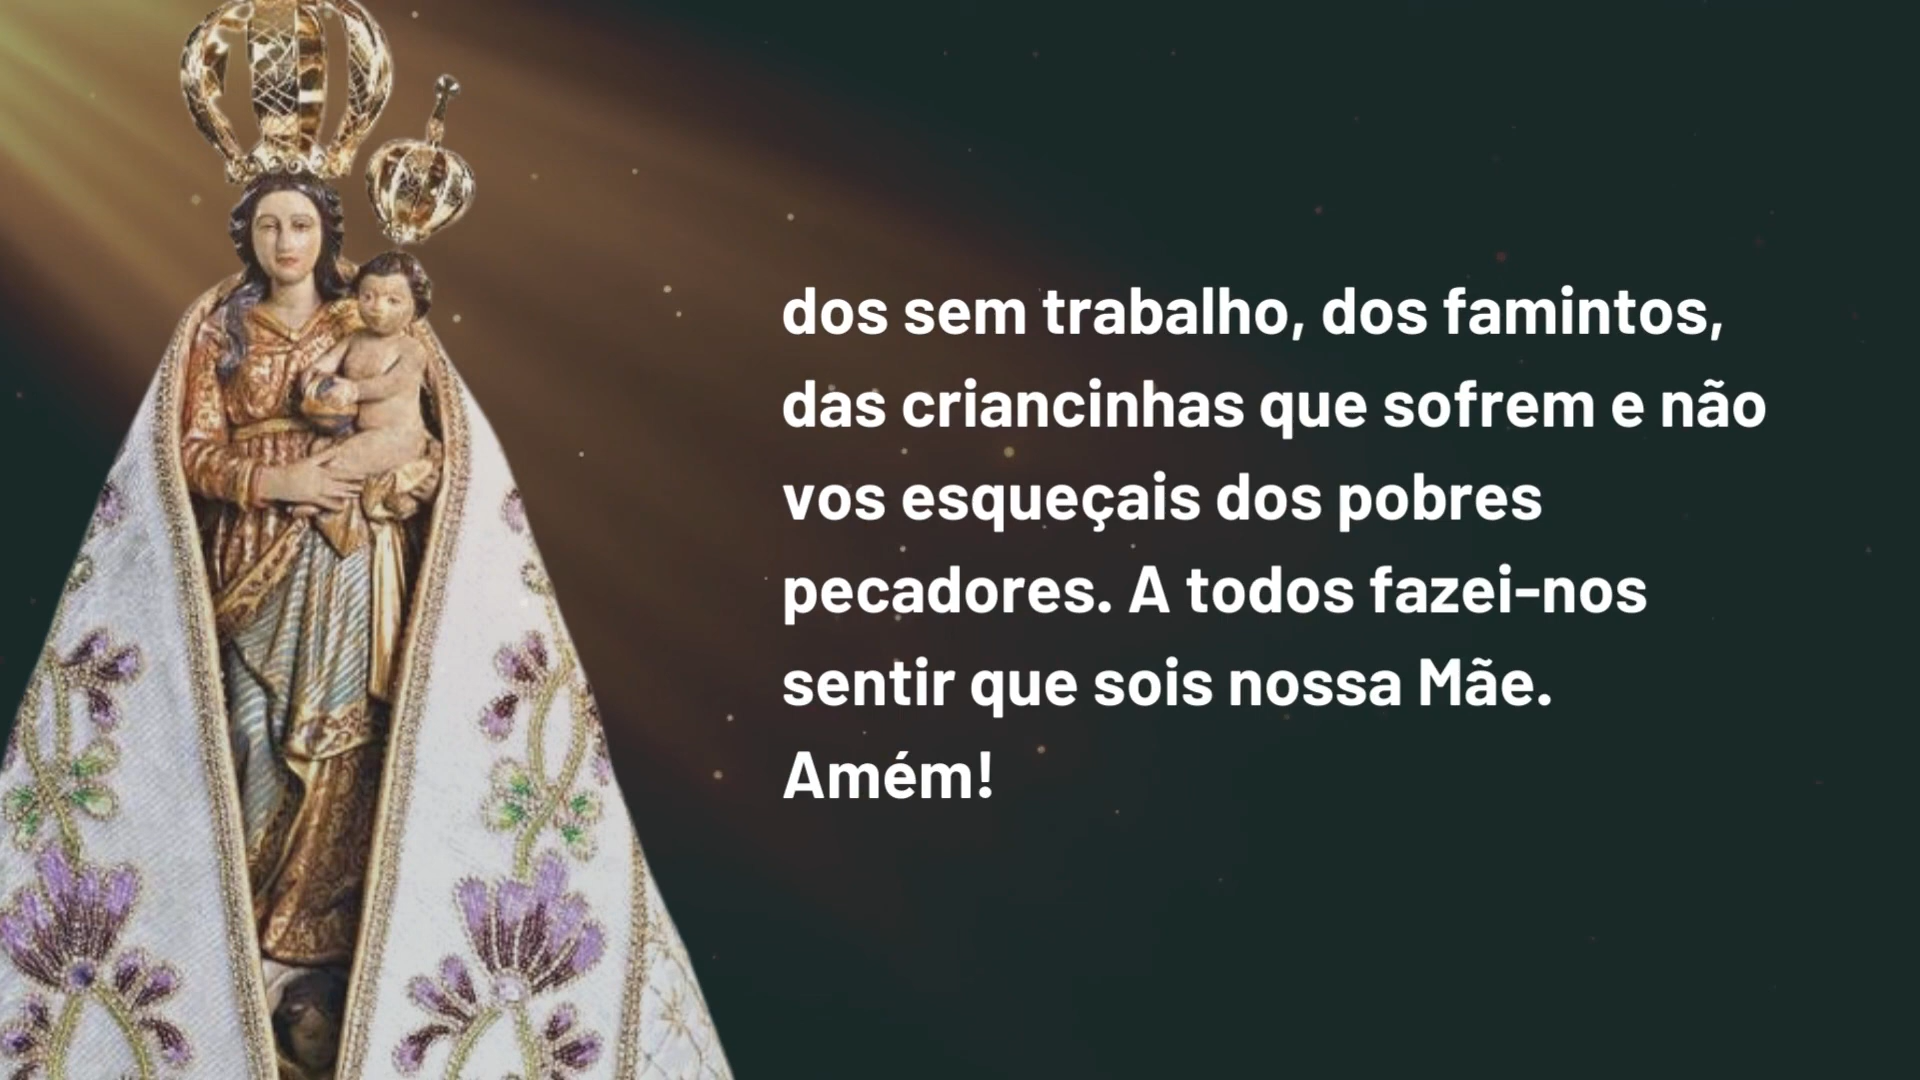 dos sem trabalho, dos famintos,
das criancinhas que sofrem e não
vos esqueçais dos pobres
pecadores. A todos fazei-nos
sentir que sois nossa Mãe.
Amém!